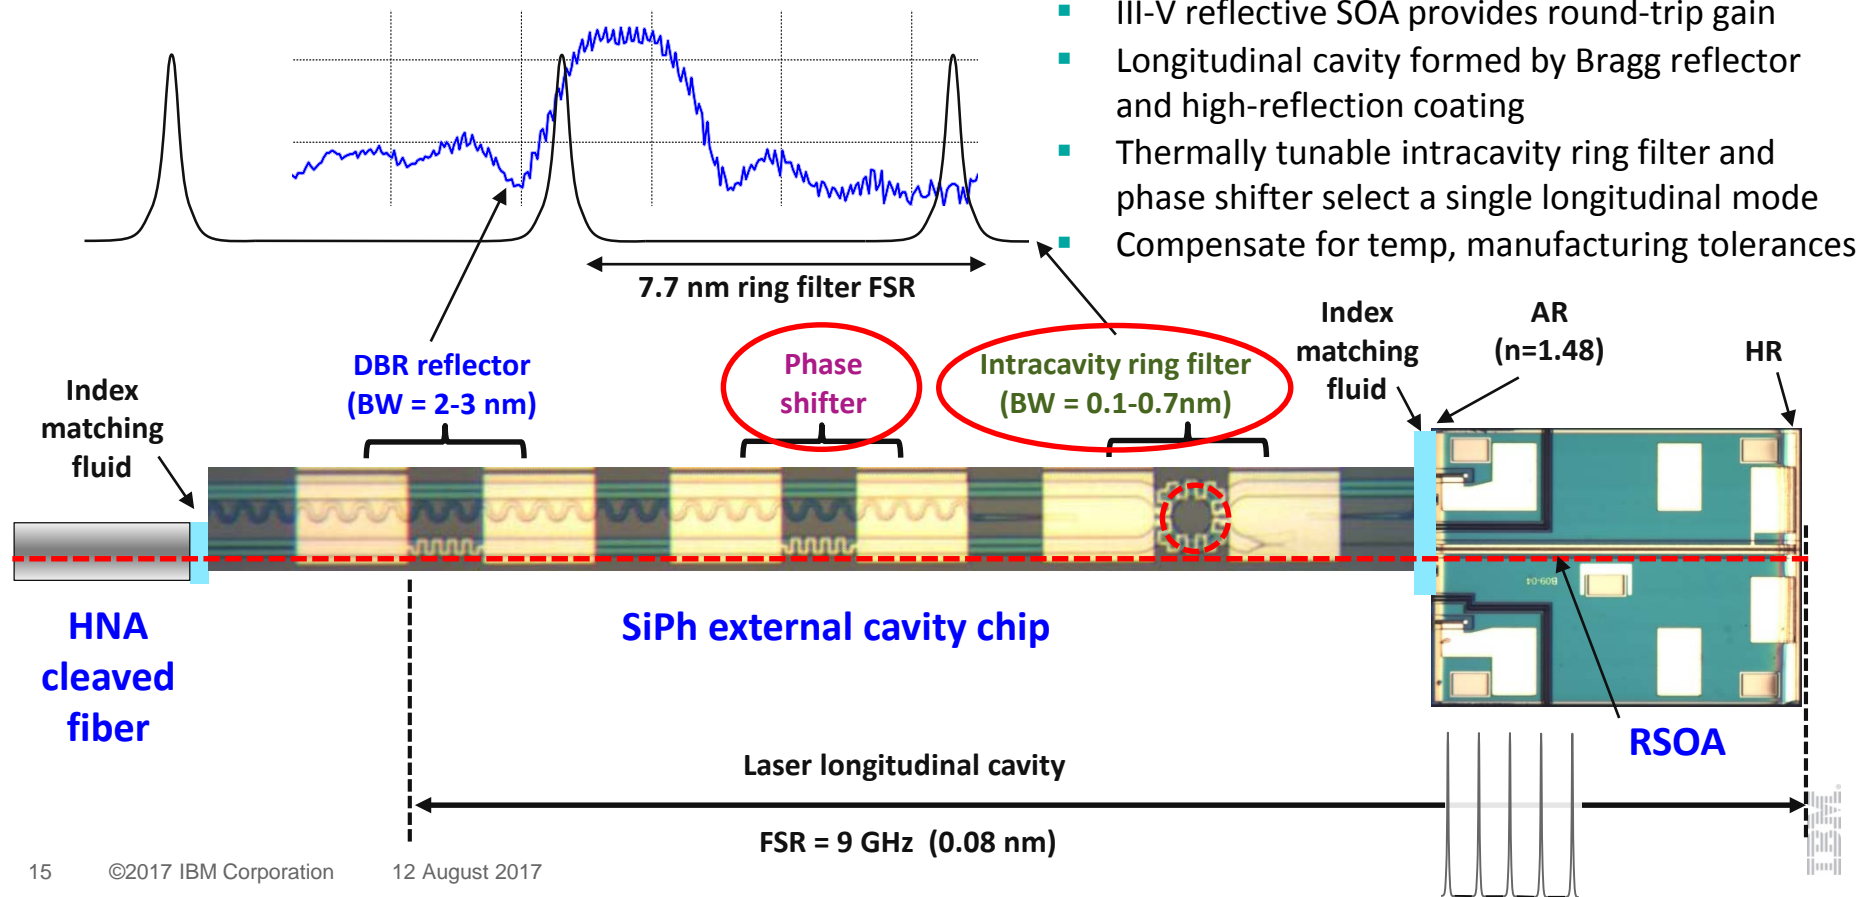 III-V reflective SOA provides round-trip gain
Longitudinal cavity formed by Bragg reflector
and high-reflection coating
Thermally tunable intracavity ring filter and
phase shifter select a single longitudinal mode
Compensate for temp, manufacturing tolerances
7.7 nm ring filter FSR
Index
matching
fluid
DBR reflector
(BW = 2-3 nm)
Phase
shifter
Intracavity ring filter
(BW = 0.1-0.7nm)
Index
matching
fluid
AR
(n=1.48)
HR
B09-04
HNA
cleaved
fiber
SiPh external cavity chip
RSOA
Laser longitudinal cavity
FSR = 9 GHz  (0.08 nm)
IBM
15 ©2017 IBM Corporation 12 August 2017